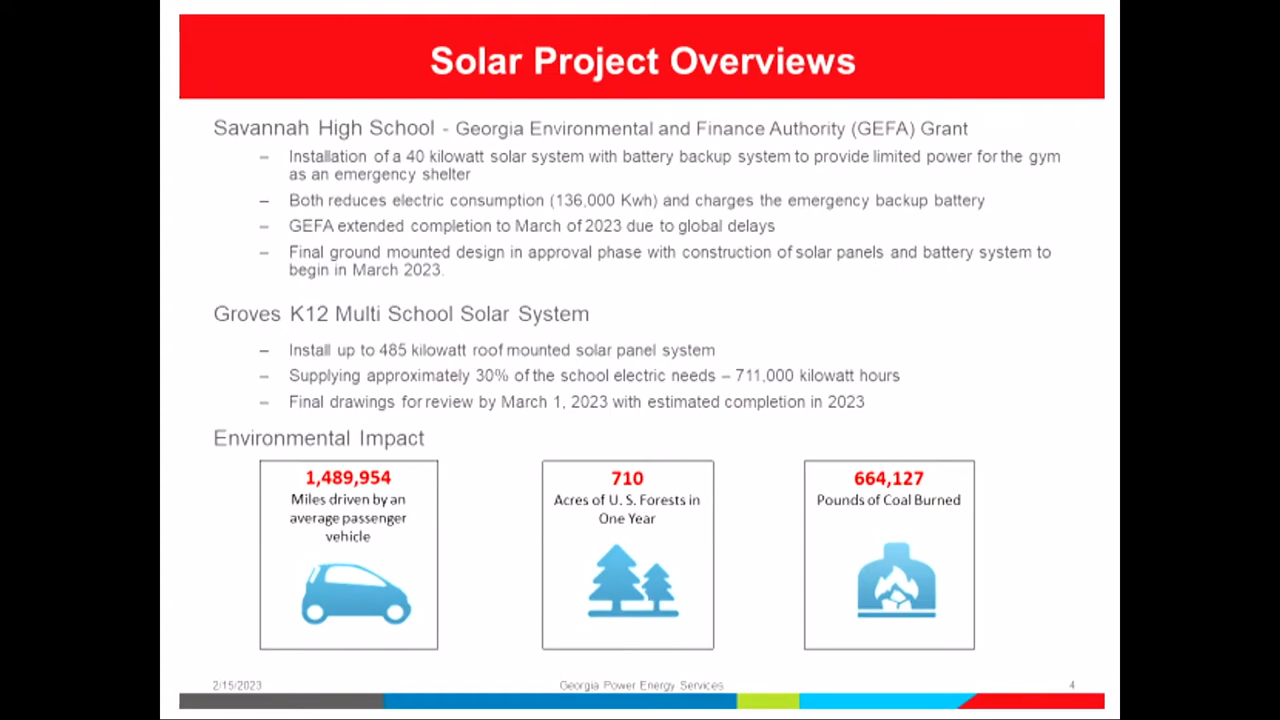 Solar Project Overviews
Savannah High School - Georgia Environmental and Finance Authority (GEFA) Grant
– Installation of a 40 kilowatt solar system with battery backup system to provide limited power for the gym
as an emergency shelter
– Both reduces electric consumption (136,000 Kwh) and charges the emergency backup battery
– GEFA extended completion to March of 2023 due to global delays
– Final ground mounted design in approval phase with construction of solar panels and battery system to
begin in March 2023.
Groves K12 Multi School Solar System
– Install up to 485 kilowatt roof mounted solar panel system
– Supplying approximately 30% of the school electric needs – 711,000 kilowatt hours
– Final drawings for review by March 1, 2023 with estimated completion in 2023
Environmental Impact
1,489,954
Miles driven by an
average passenger
vehicle
710
Acres of U. S. Forests in
One Year
664,127
Pounds of Coal Burned
2/15/2023
Georgia Power Energy Services
4